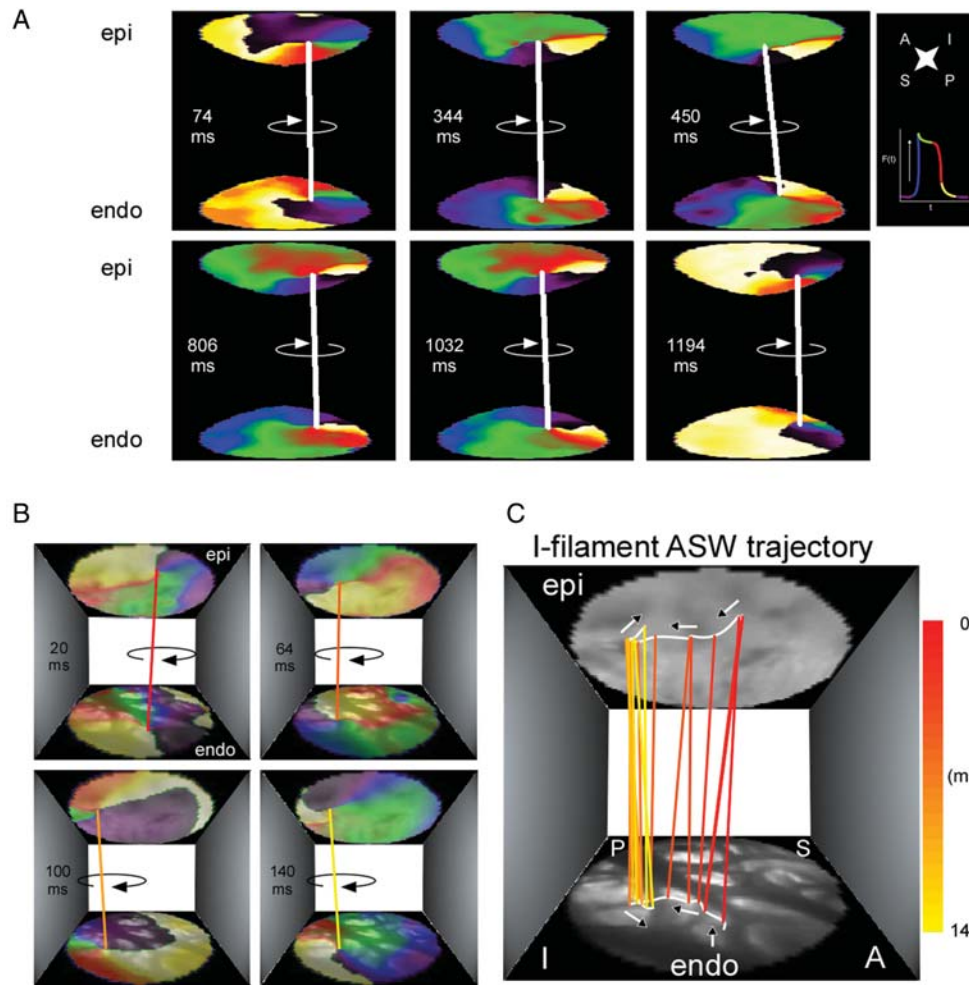 A
epi
74
ms
344
ms
450
ms
A I
S P
F(t)
t
endo
epi
806
ms
1032
ms
1194
ms
endo
B
epi
20
ms
64
ms
endo
100
ms
140
ms
C
I-filament ASW trajectory
epi
0
(m
P S
I endo A
14